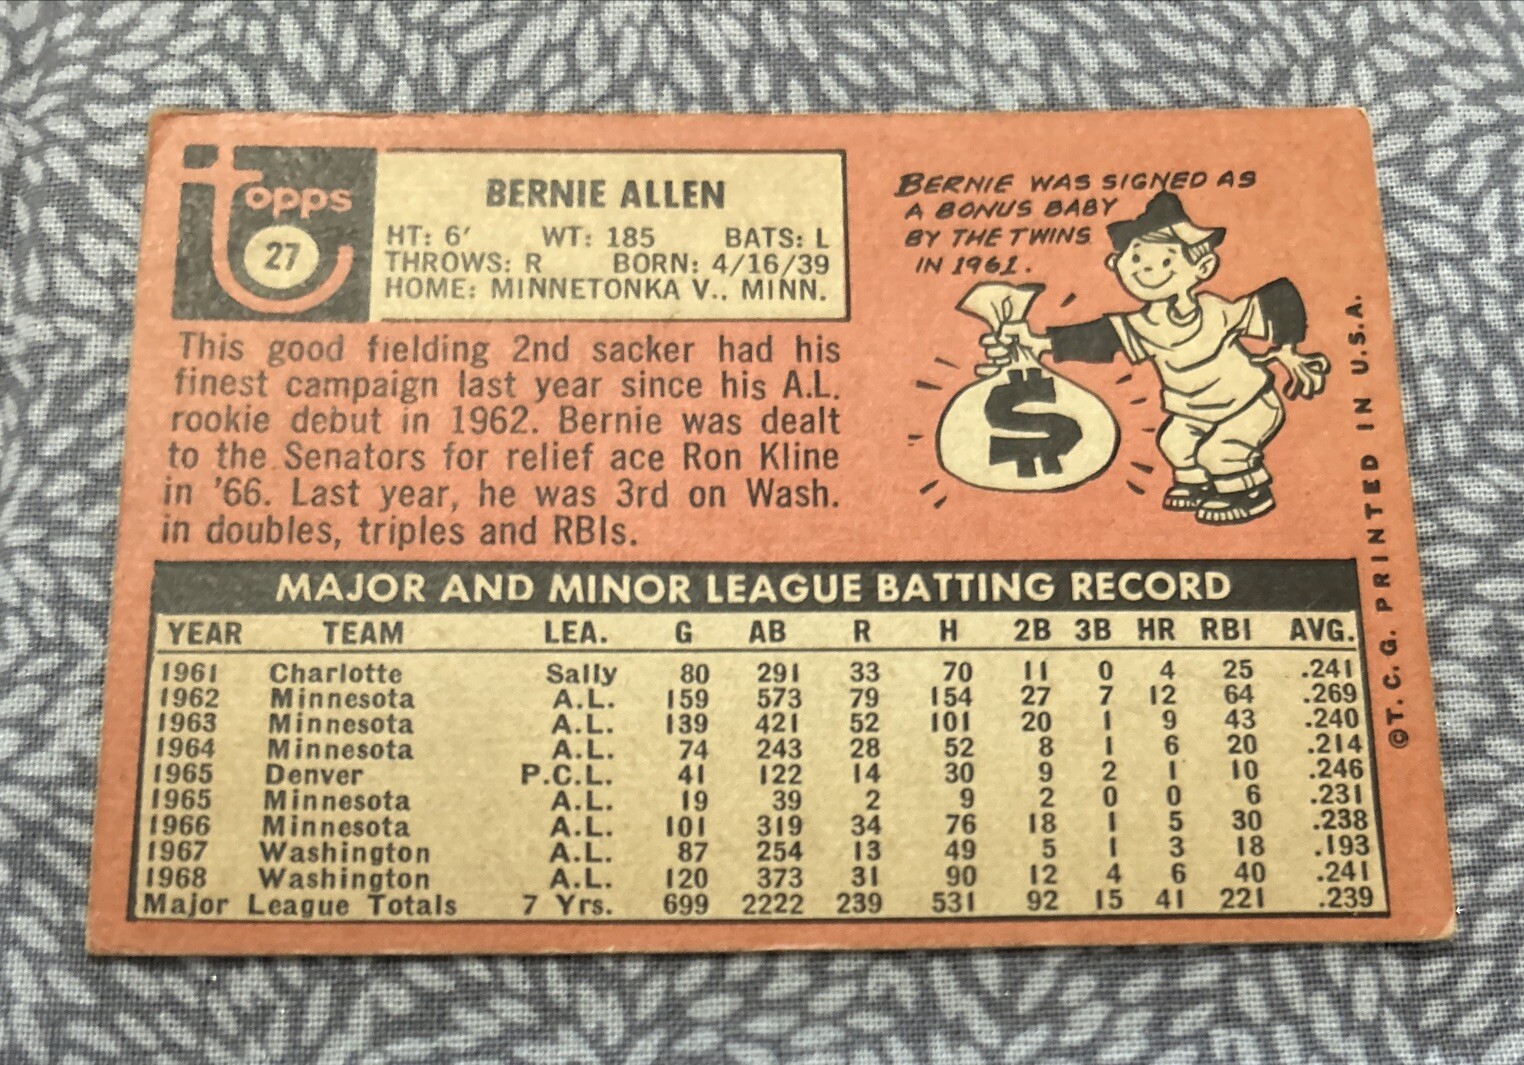 Topps
27
BERNIE ALLEN
HT: 6′ WT: 185 BATS: L
THROWS: R BORN: 4/16/39
HOME: MINNETONKA V., MINN.
BERNIE WAS SIGNED AS
A BONUS BABY
BY THE TWINS
IN 1961.
$
This good fielding 2nd sacker had his
finest campaign last year since his A.L.
rookie debut in 1962. Bernie was dealt
to the Senators for relief ace Ron Kline
in '66. Last year, he was 3rd on Wash.
in doubles, triples and RBIs.
MAJOR AND MINOR LEAGUE BATTING RECORD
YEAR TEAM LEA. G AB R H 2B 3B HR RBI AVG.
1961 Charlotte Sally 80 291 33 70 11 0 4 25 .241
1962 Minnesota A.L. 159 573 79 154 27 7 12 64 .269
1963 Minnesota A.L. 139 421 52 101 20 1 9 43 .240
1964 Minnesota A.L. 74 243 28 52 8 1 6 20 .214
1965 Denver P.C.L. 41 122 14 30 9 2 1 10 .246
1965 Minnesota A.L. 19 39 2 9 2 0 0 6 .231
1966 Minnesota A.L. 101 319 34 76 18 1 5 30 .238
1967 Washington A.L. 87 254 13 49 5 1 3 18 .193
1968 Washington A.L. 120 373 31 90 12 4 6 40 .241
Major League Totals 7 Yrs. 699 2222 239 531 92 15 41 221 .239
©T. C. G. PRINTED IN U.S.A.